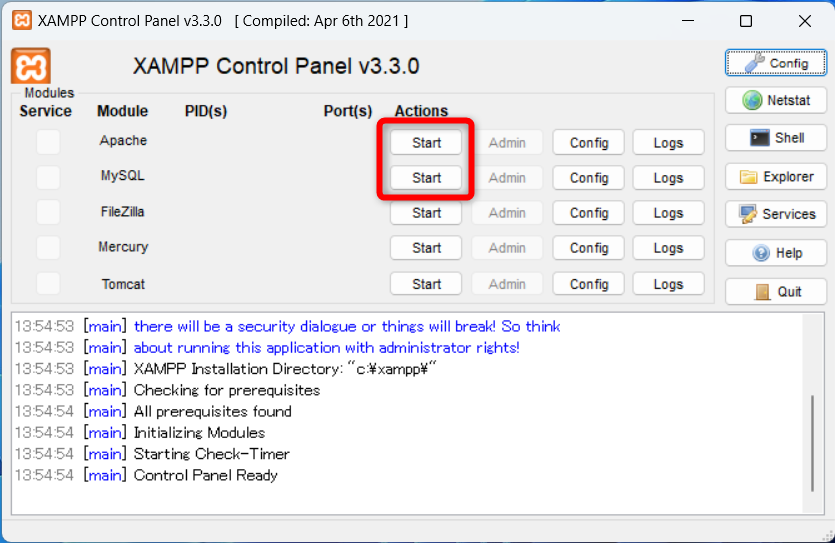 XAMPP Control Panel v3.3.0 [ Compiled: Apr 6th 2021 ]
XAMPP Control Panel v3.3.0
Config
Modules
Service Module PID(s) Port(s) Actions
Netstat
Apache Start Admin Config Logs
Shell
MySQL Start Admin Config Logs
Explorer
FileZilla Start Admin Config Logs
Services
Mercury Start Admin Config Logs
Help
Tomcat Start Admin Config Logs
Quit
13:54:53 [main] there will be a security dialogue or things will break! So think
13:54:53 [main] about running this application with administrator rights!
13:54:53 [main] XAMPP Installation Directory: "c:¥xampp¥"
13:54:53 [main] Checking for prerequisites
13:54:54 [main] All prerequisites found
13:54:54 [main] Initializing Modules
13:54:54 [main] Starting Check-Timer
13:54:54 [main] Control Panel Ready